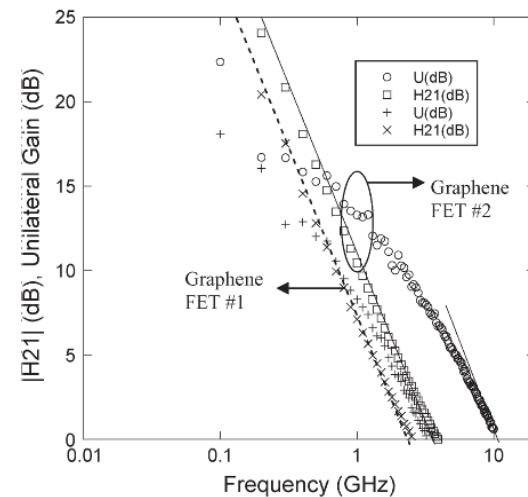 |H21| (dB), Unilateral Gain (dB)
25
20
15
10
5
0
U(dB)
H21(dB)
U(dB)
H21(dB)
Graphene
FET #2
Graphene
FET #1
0.01
0.1
1
10
Frequency (GHz)